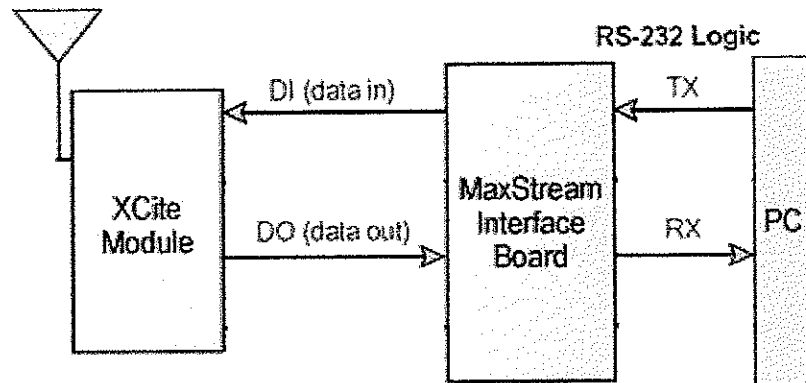 RS-232 Logic
DI (data in)
TX
XCite
Module
MaxStream
Interface
Board
PC
DO (data out)
RX